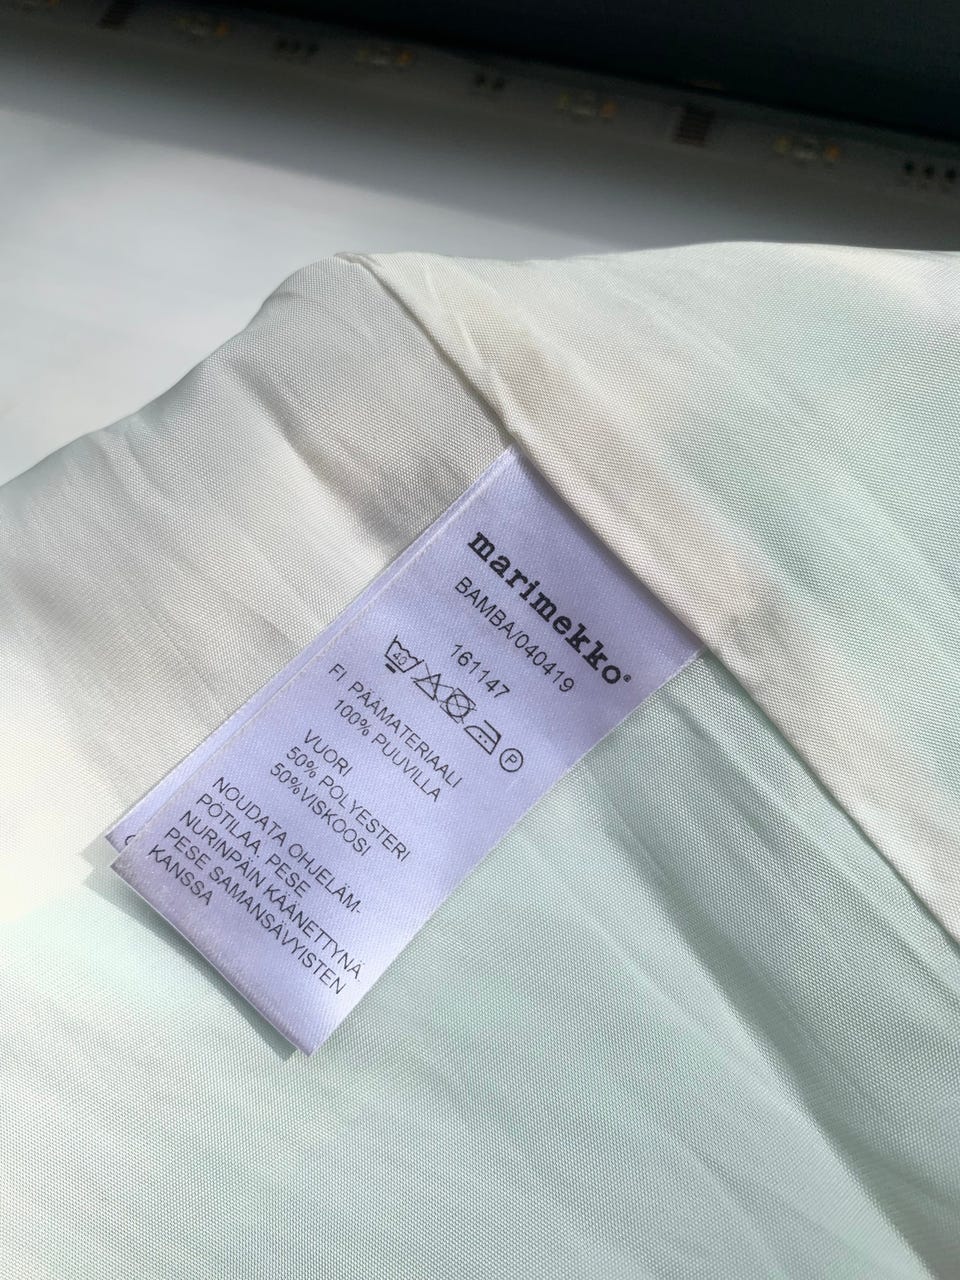 marimekko®
BAMBA/040419
161147
40
P
FI PÄÄMATERIAALI
100% PUUVILLA
VUORI
50% POLYESTERI
50%VISKOOSI
NOUDATA OHJELÄM-
PÖTILAA, PESE
NURINPÄIN KÄÄNETTYNÄ.
PESE SAMANSÄVYISTEN
KANSSA